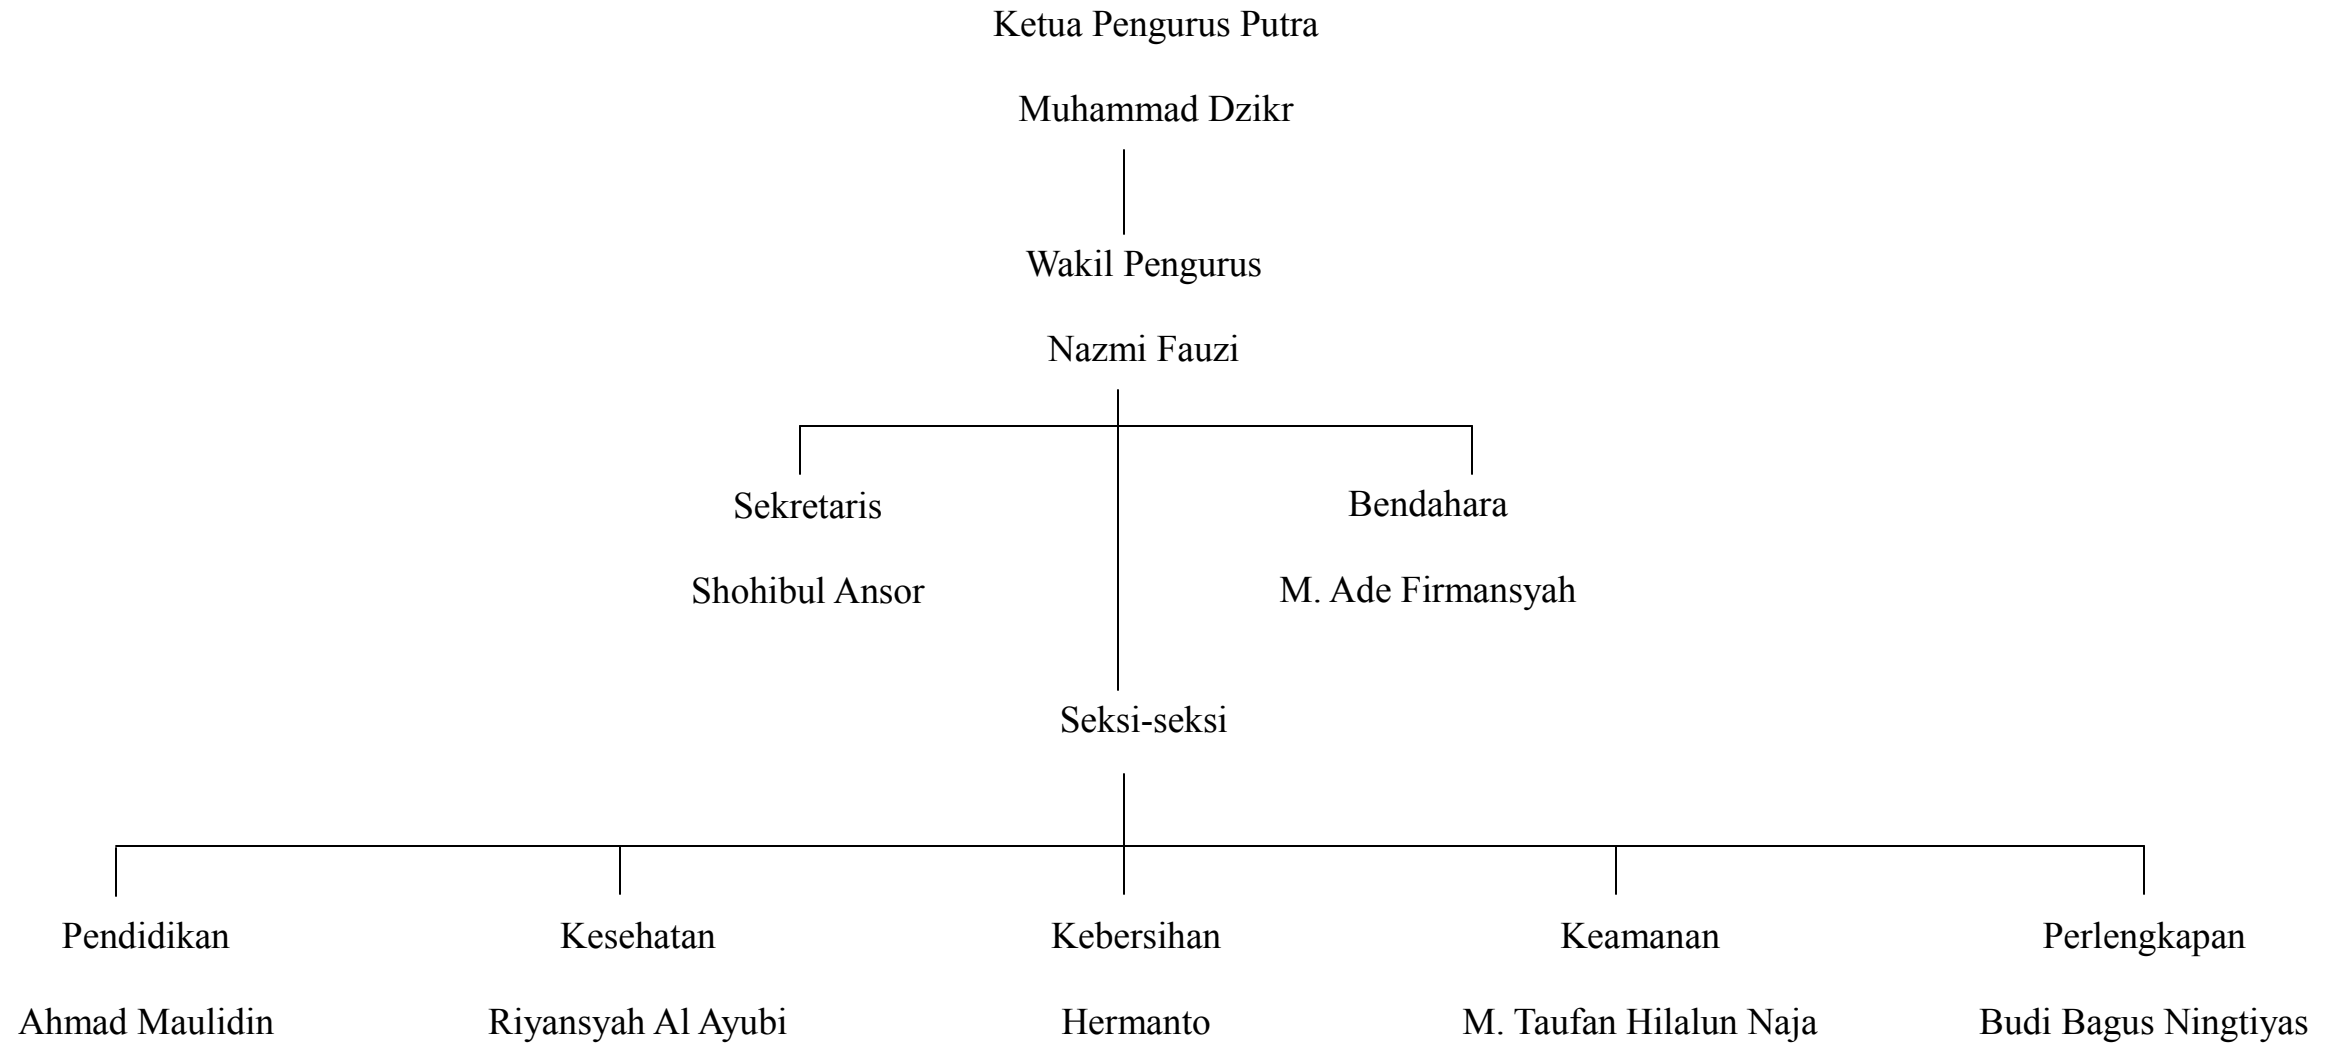 Ketua Pengurus Putra
Muhammad Dzikr
Wakil Pengurus
Nazmi Fauzi
Sekretaris
Shohibul Ansor
Bendahara
M. Ade Firmansyah
Seksi-seksi
Pendidikan
Ahmad Maulidin
Kesehatan
Riyansyah Al Ayubi
Kebersihan
Hermanto
Keamanan
M. Taufan Hilalun Naja
Perlengkapan
Budi Bagus Ningtiyas